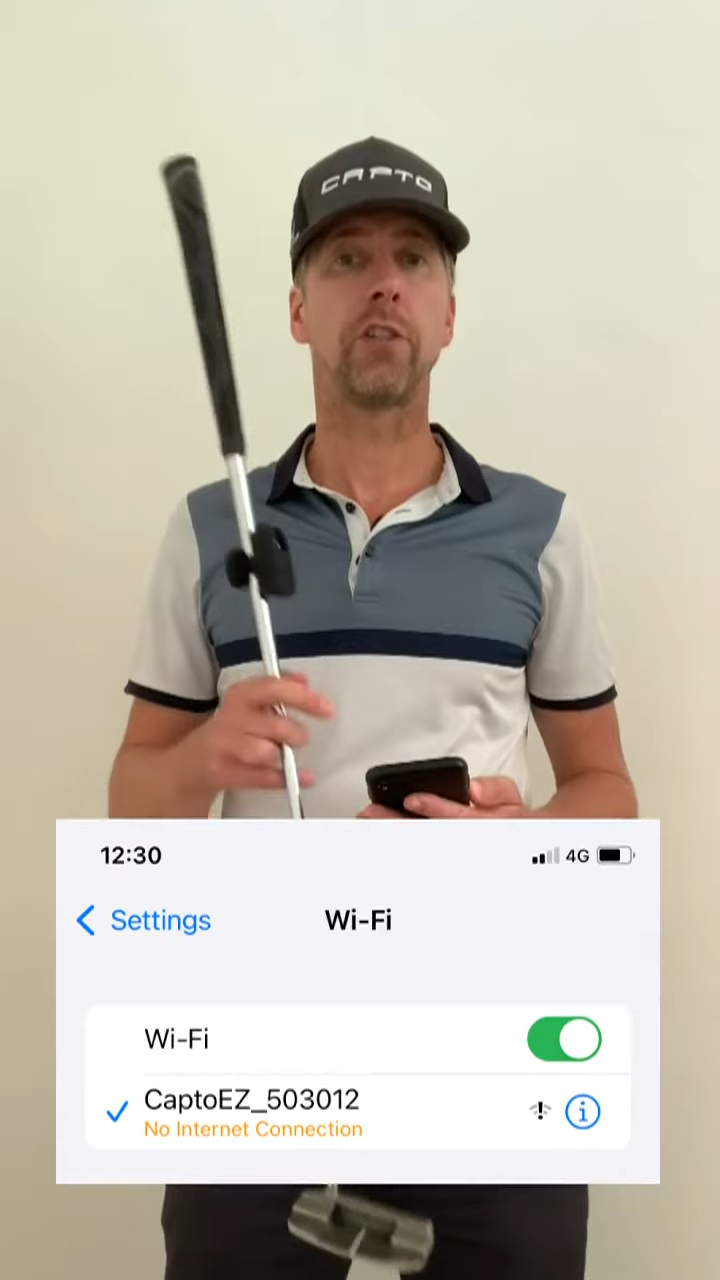 CAPTO
12:30 4G
Settings Wi-Fi
Wi-Fi
CaptoEZ_503012
No Internet Connection